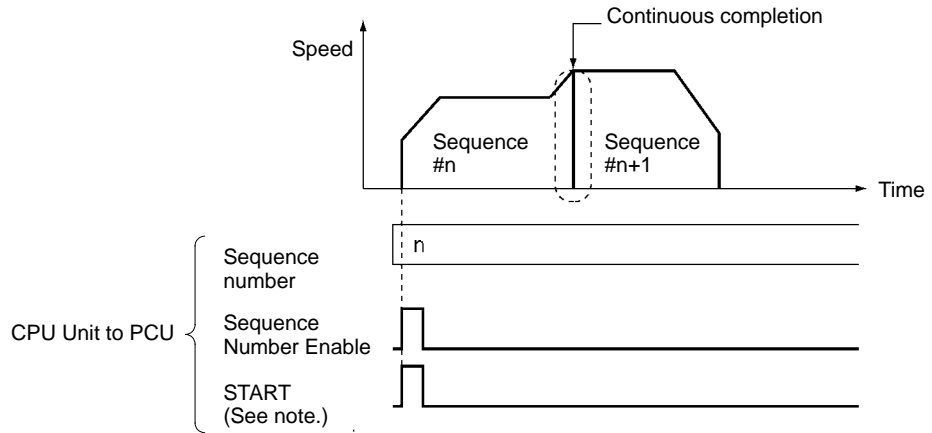 Continuous completion
Speed
Sequence
#n
Sequence
#n+1
Time
n
Sequence
number
CPU Unit to PCU
Sequence
Number Enable
START
(See note.)